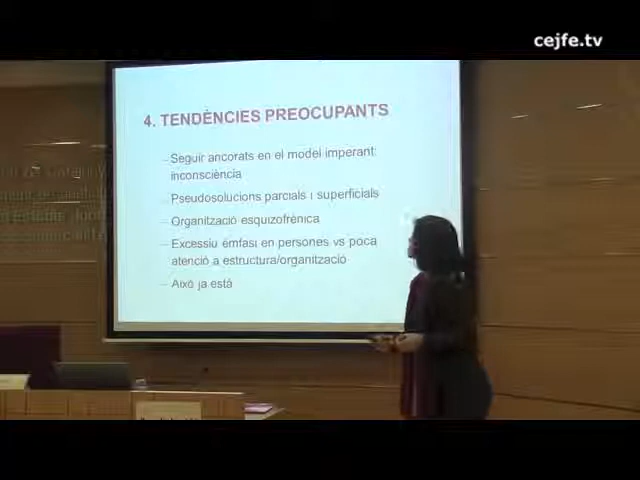 cejfe.tv
4. TENDÈNCIES PREOCUPANTS
- Seguir ancorats en el model imperant:
inconsciència
- Pseudosolucions parcials i superficials
- Organització esquizofrènica
- Excessiu èmfasi en persones vs poca
atenció a estructura/organització
- Això ja està